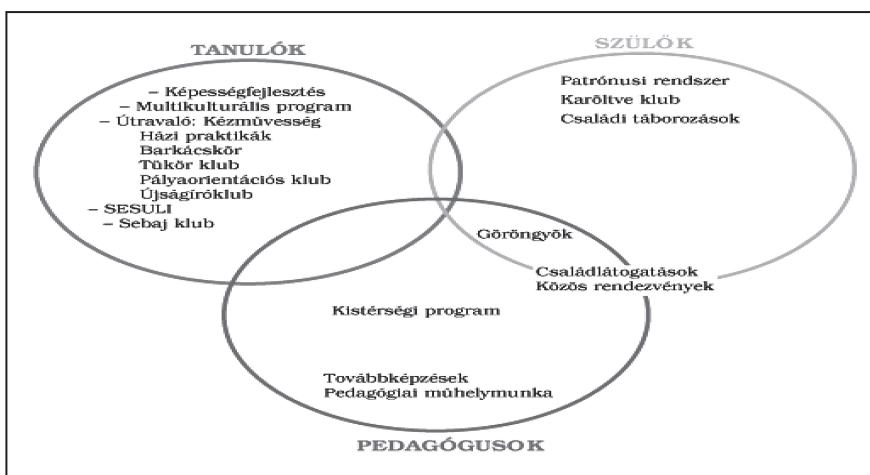 TANULÓK
– Képességfejlesztés
– Multikulturális program
– Útravaló: Kézművesség
Házi praktikák
Barkácskör
Tükör klub
Pályaorientációs klub
Újságíróklub
– SESULI
– Sebaj klub
SZÜLŐK
Patrónusi rendszer
Karöltve klub
Családi táborozások
Göröngyök
Családlátogatások
Közös rendezvények
Kistérségi program
Továbbképzések
Pedagógiai műhelymunka
PEDAGÓGUSOK